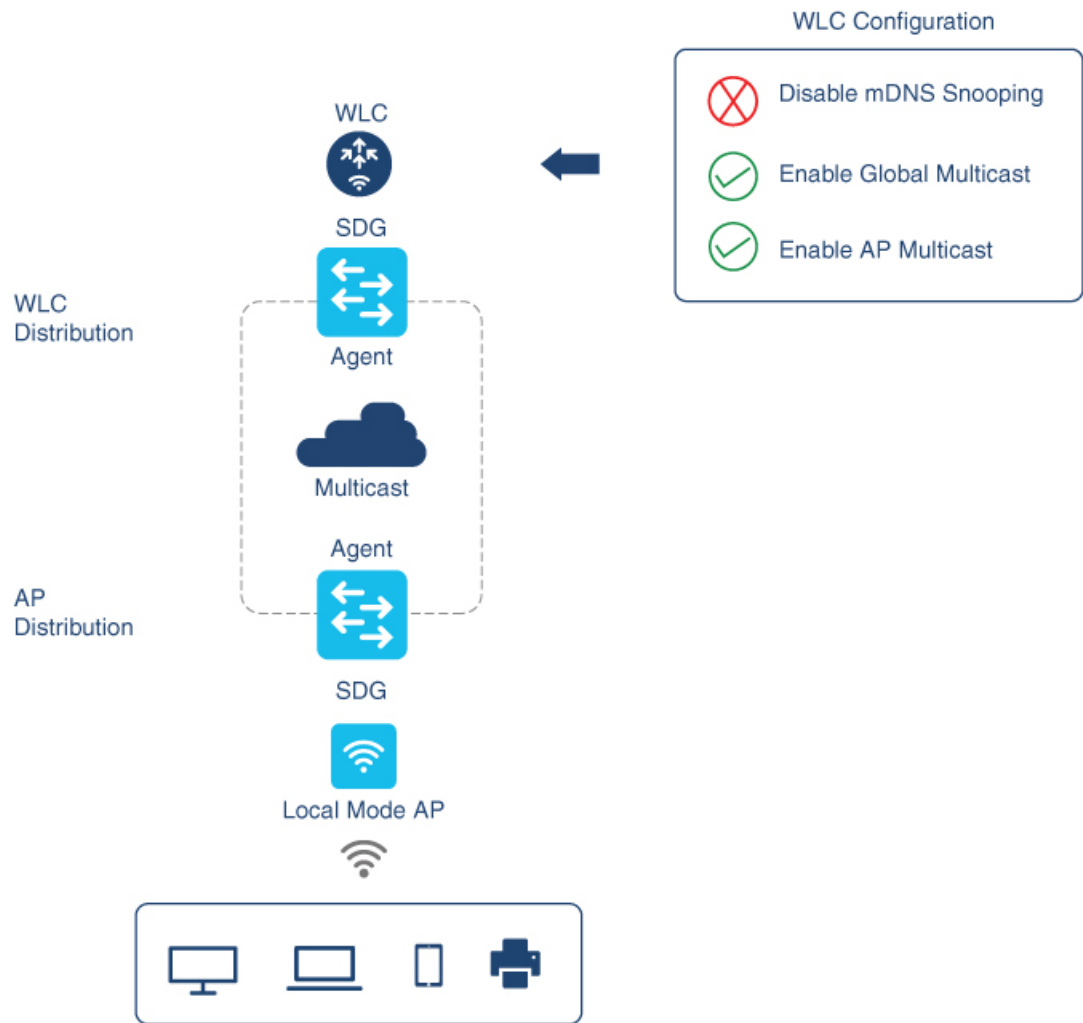 WLC Configuration
Disable mDNS Snooping
Enable Global Multicast
Enable AP Multicast
WLC
SDG
WLC
Distribution
Agent
Multicast
Agent
AP
Distribution
SDG
Local Mode AP